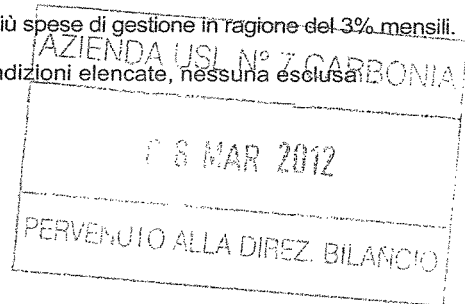 iù spese di gestione in ragione del 3% mensili.
AZIENDA USL N° 7 CARBONIA
ndizioni elencate, nessuna esclusa
8 MAR 2012
PERVENUTO ALLA DIREZ. BILANCIO